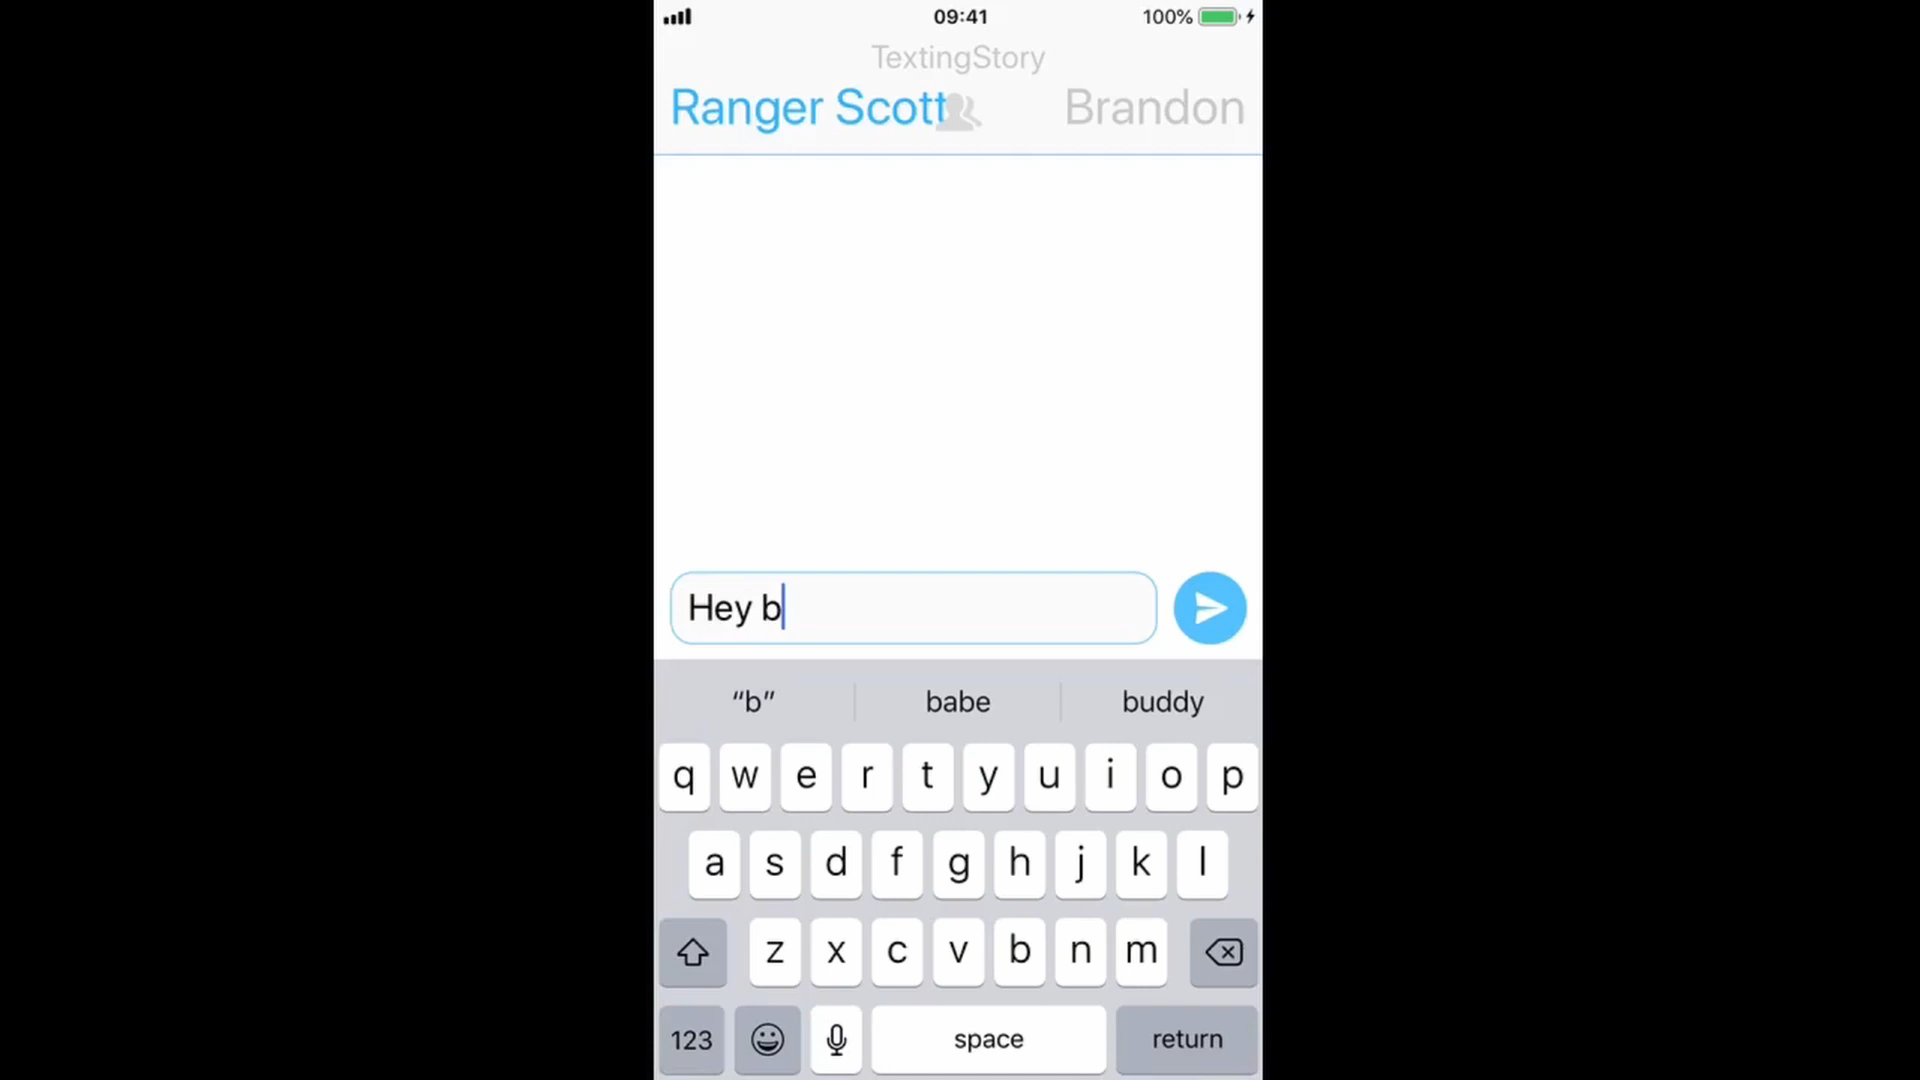 09:41 100%
TextingStory
Ranger Scott Brandon
Hey b
“b” babe buddy
q w e r t y u i o p
a s d f g h j k l
z x c v b n m
123 space return